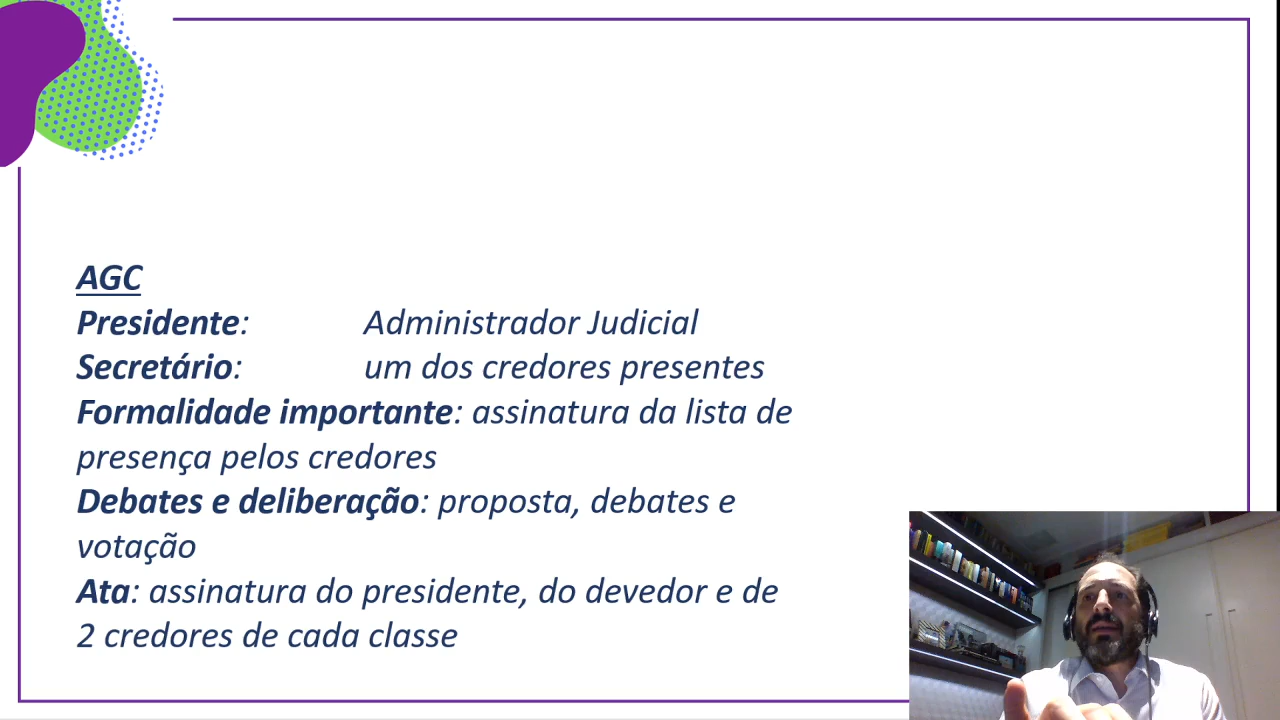 AGC
Presidente: Administrador Judicial
Secretário: um dos credores presentes
Formalidade importante: assinatura da lista de
presença pelos credores
Debates e deliberação: proposta, debates e
votação
Ata: assinatura do presidente, do devedor e de
2 credores de cada classe